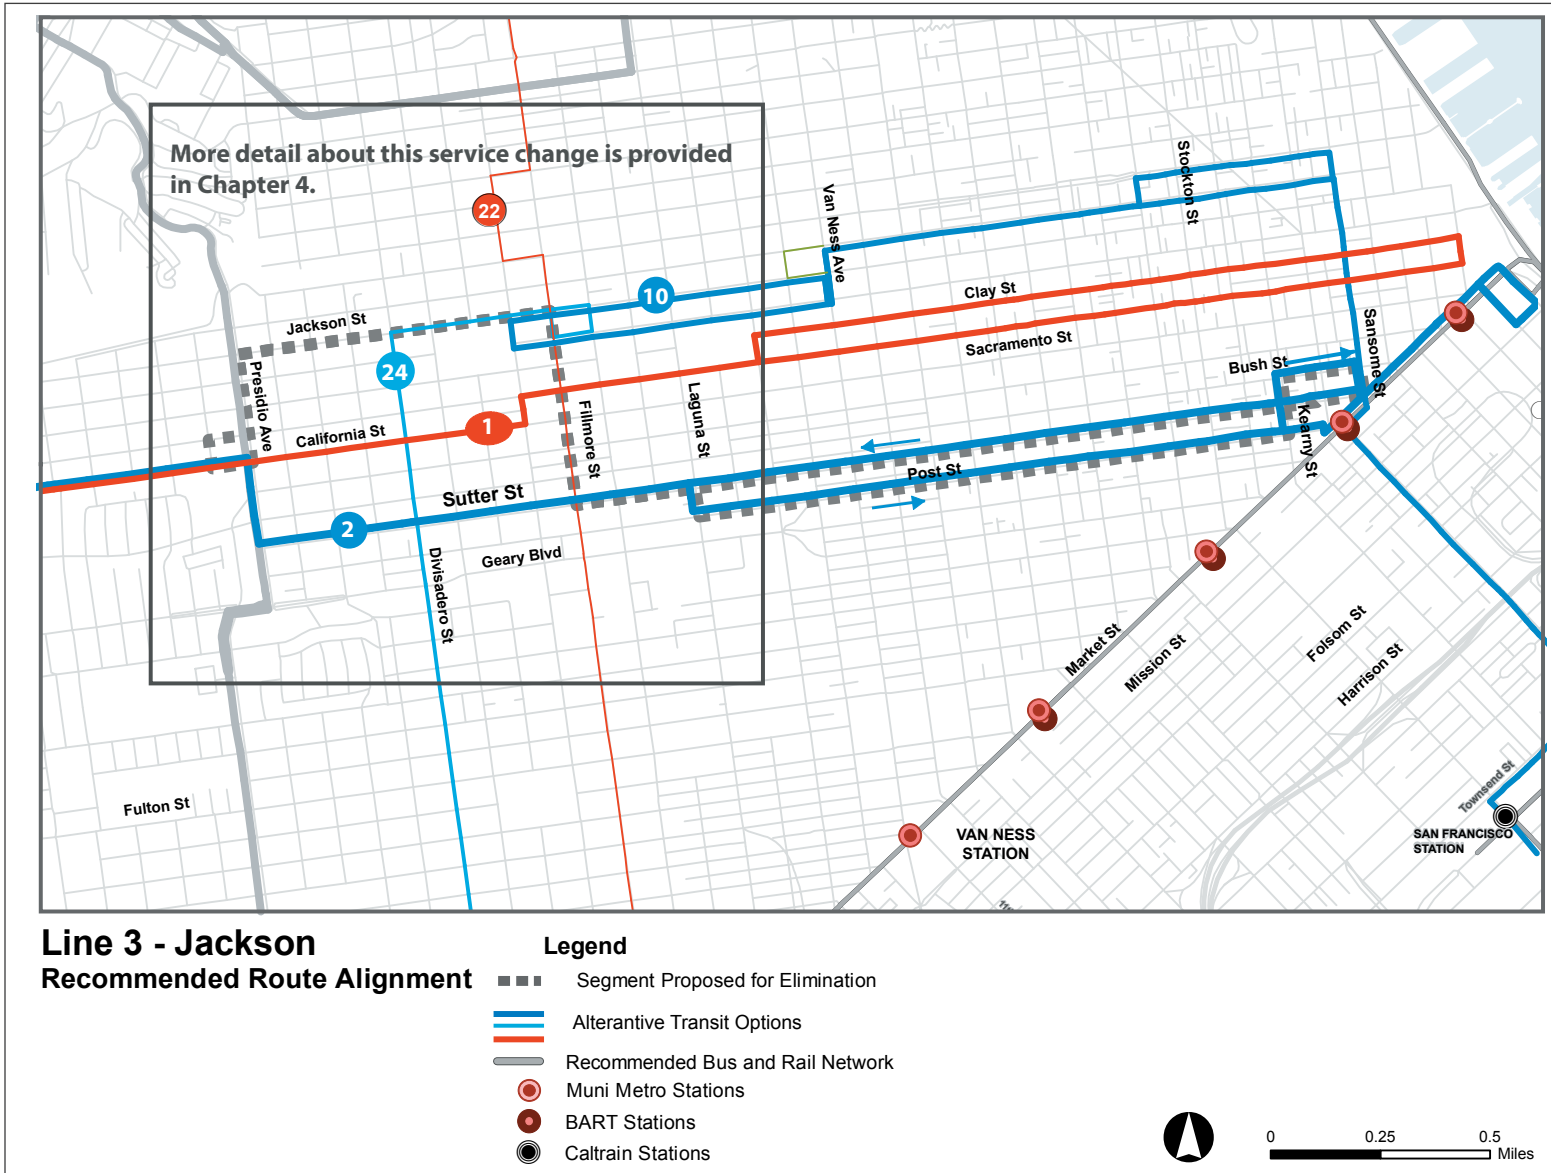 More detail about this service change is provided
in Chapter 4.
22
Van Ness Ave
Stockton St
10
Clay St
Jackson St
Sacramento St
Sansome St
24
Presidio Ave
Bush St
Laguna St
1
California St
Fillmore St
Kearny St
Post St
Sutter St
2
Geary Blvd
Divisadero St
Market St
Mission St
Folsom St
Harrison St
Townsend St
Fulton St
VAN NESS
STATION
SAN FRANCISCO
STATION
Line 3 - Jackson
Recommended Route Alignment
Legend
Segment Proposed for Elimination
Alterantive Transit Options
Recommended Bus and Rail Network
Muni Metro Stations
BART Stations
Caltrain Stations
0 0.25 0.5
Miles